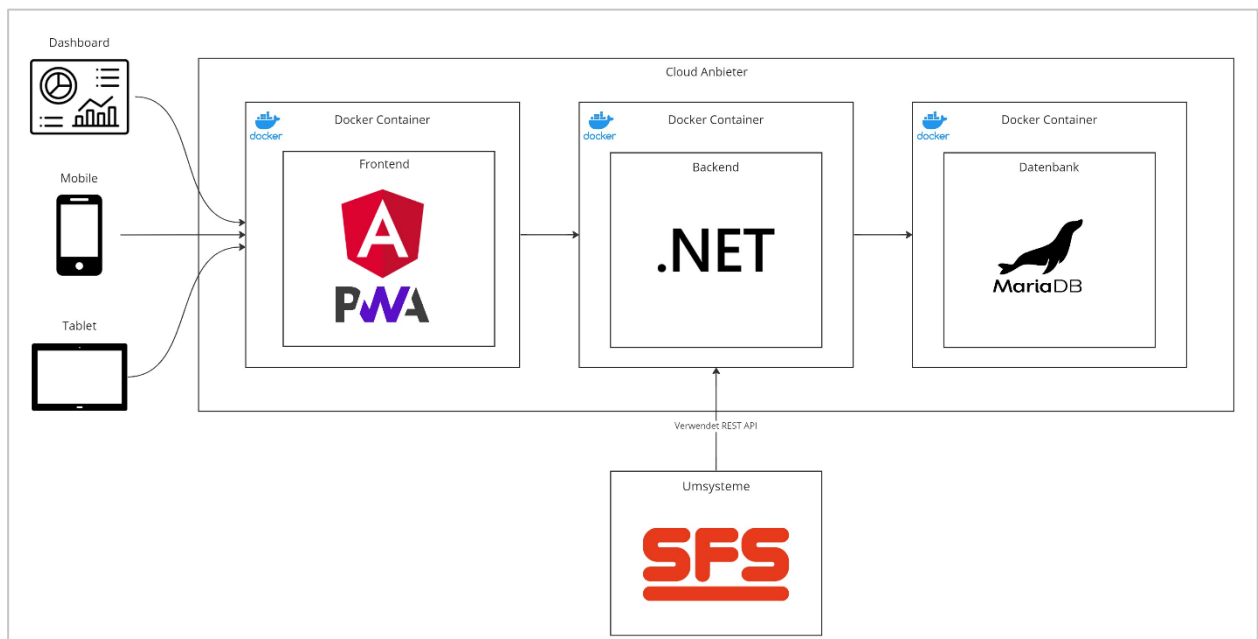 Dashboard
Cloud Anbieter
docker
Docker Container
docker
Docker Container
docker
Docker Container
Frontend
Backend
Datenbank
Mobile
A
PWA
.NET
MariaDB
Tablet
Verwendet REST API
Umsysteme
SFS